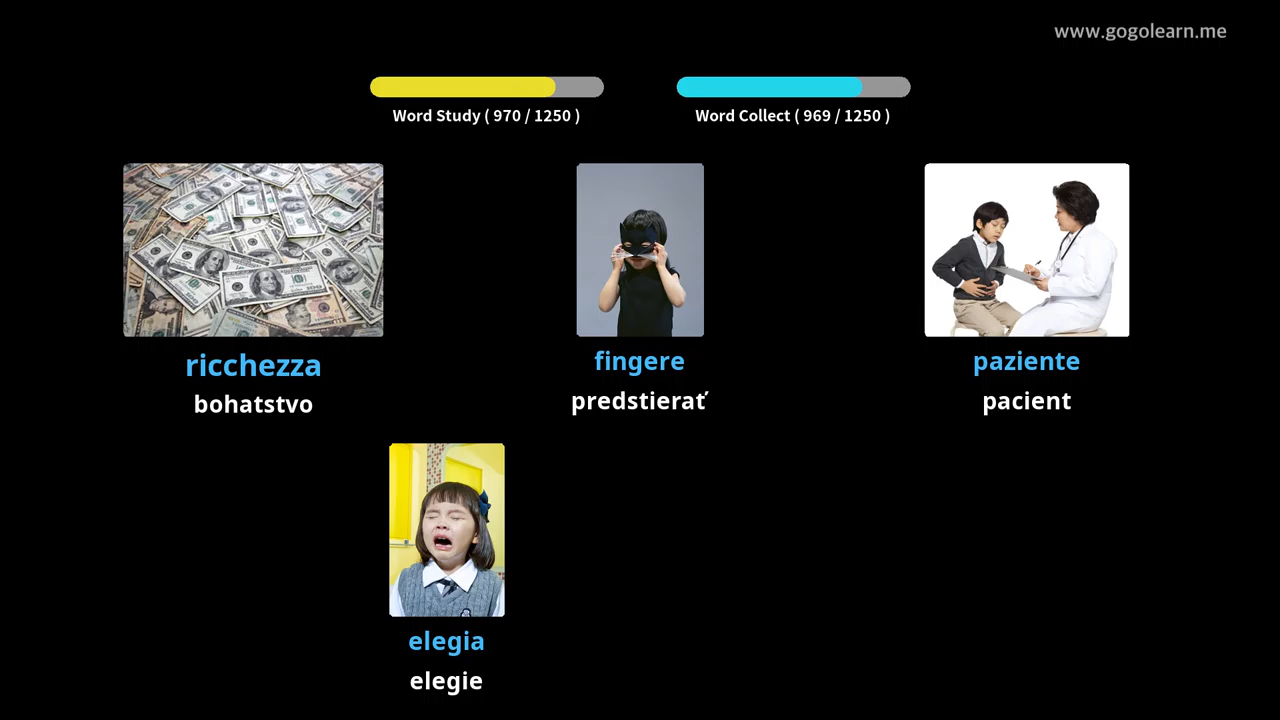 www.gogolearn.me
Word Study ( 970 / 1250 )
Word Collect ( 969 / 1250 )
ricchezza
bohatstvo
fingere
predstierať
paziente
pacient
elegia
elegie